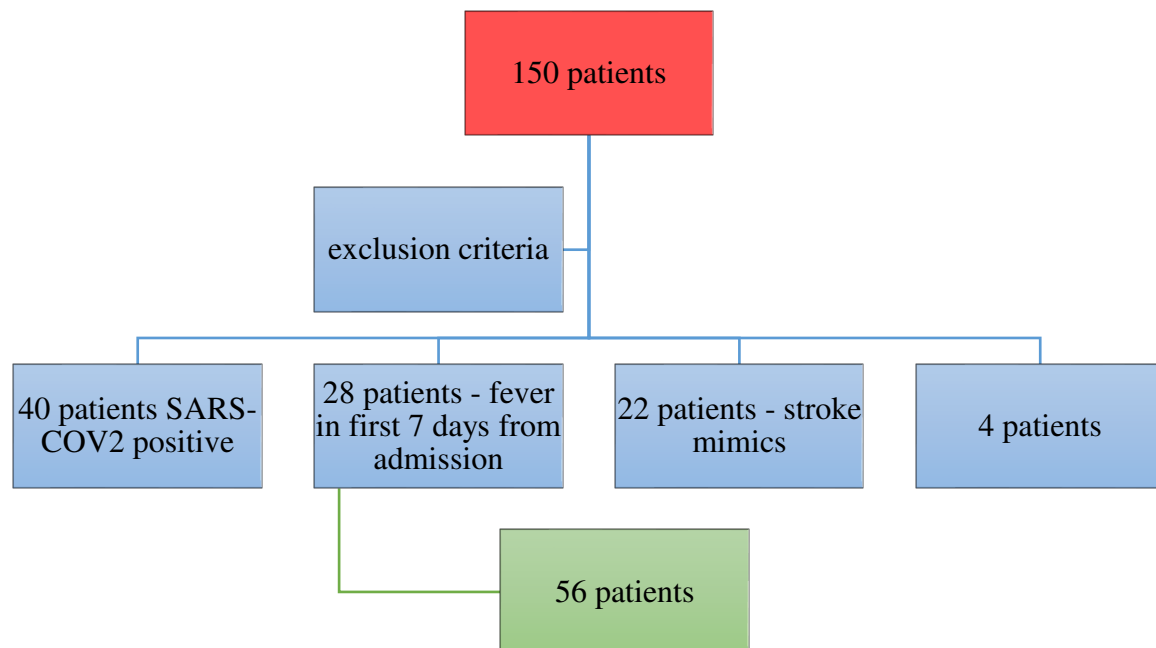 150 patients
exclusion criteria
40 patients SARS-
COV2 positive
28 patients - fever
in first 7 days from
admission
22 patients - stroke
mimics
4 patients
56 patients